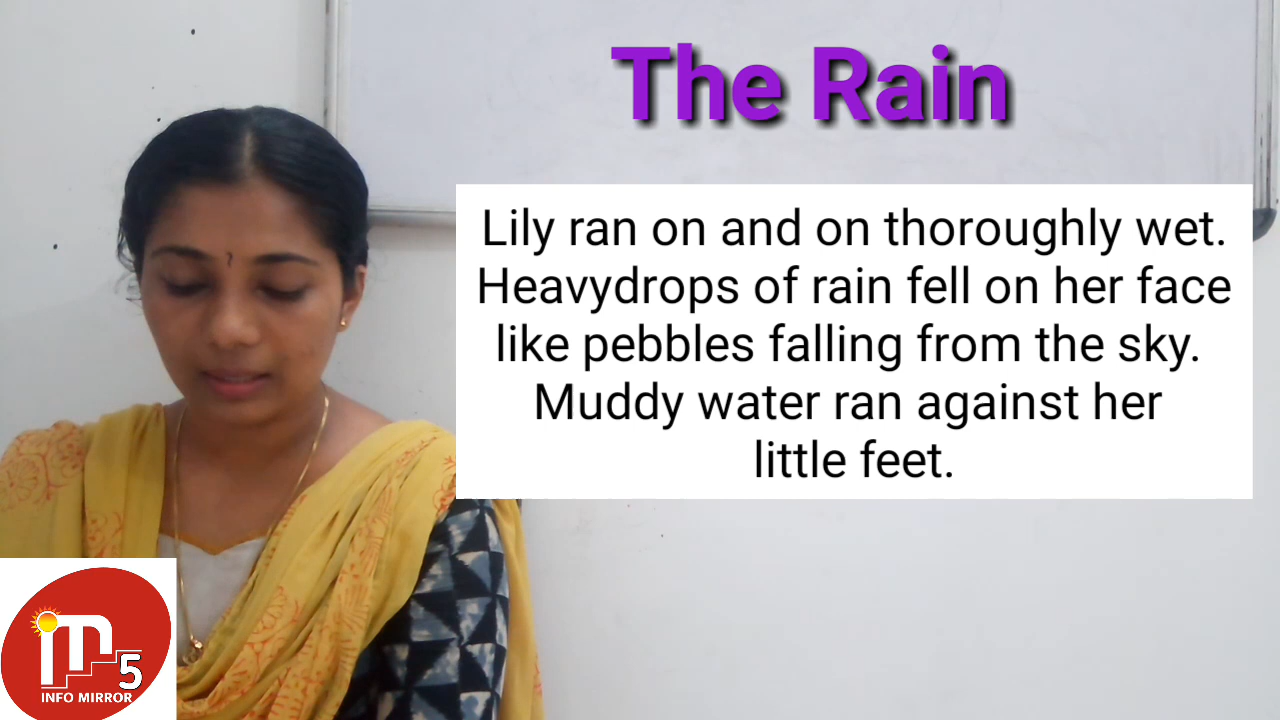 The Rain
Lily ran on and on thoroughly wet.
Heavydrops of rain fell on her face
like pebbles falling from the sky.
Muddy water ran against her
little feet.
im 5
INFO MIRROR